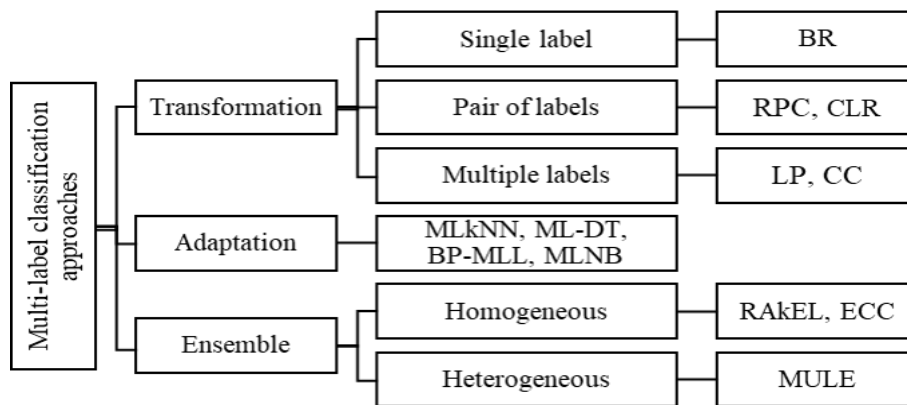 Multi-label classification
approaches
Transformation
Single label
BR
Pair of labels
RPC, CLR
Multiple labels
LP, CC
Adaptation
MLkNN, ML-DT,
BP-MLL, MLNB
Ensemble
Homogeneous
RAkEL, ECC
Heterogeneous
MULE